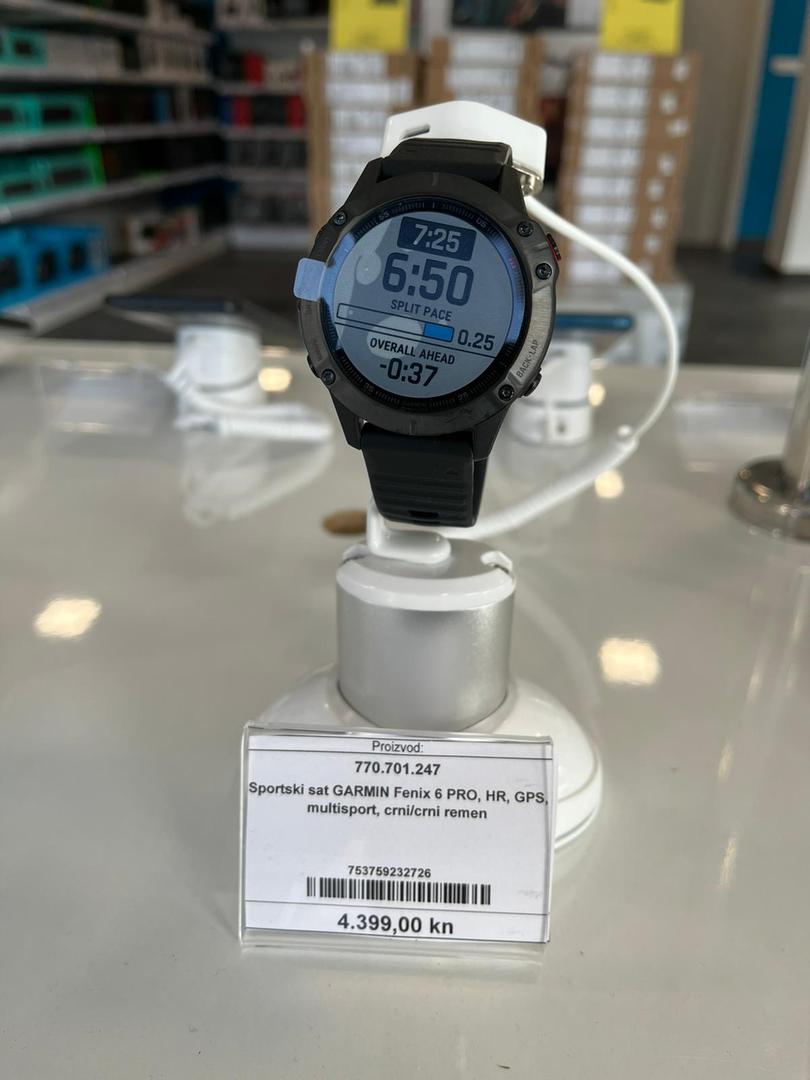 7:25
6:50
SPLIT PACE
0.25
OVERALL AHEAD
-0:37
BACK·LAP
Proizvod:
770.701.247
Sportski sat GARMIN Fenix 6 PRO, HR, GPS,
multisport, crni/crni remen
753759232726
4.399,00 kn